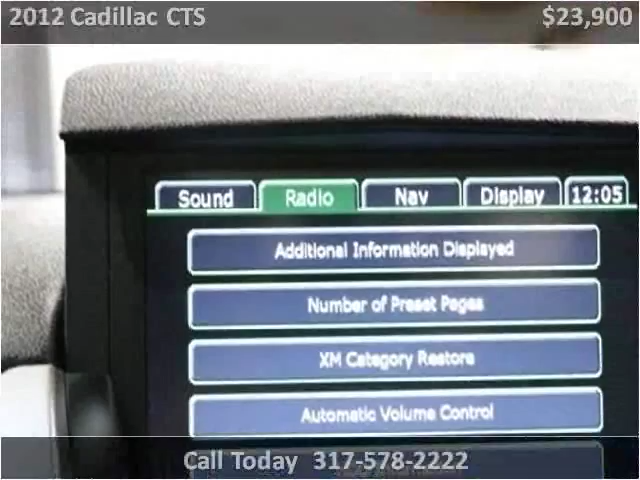 2012 Cadillac CTS $23,900
Sound Radio Nav Display 12:05
Additional Information Displayed
Number of Preset Pages
XM Category Restore
Automatic Volume Control
Call Today 317-578-2222